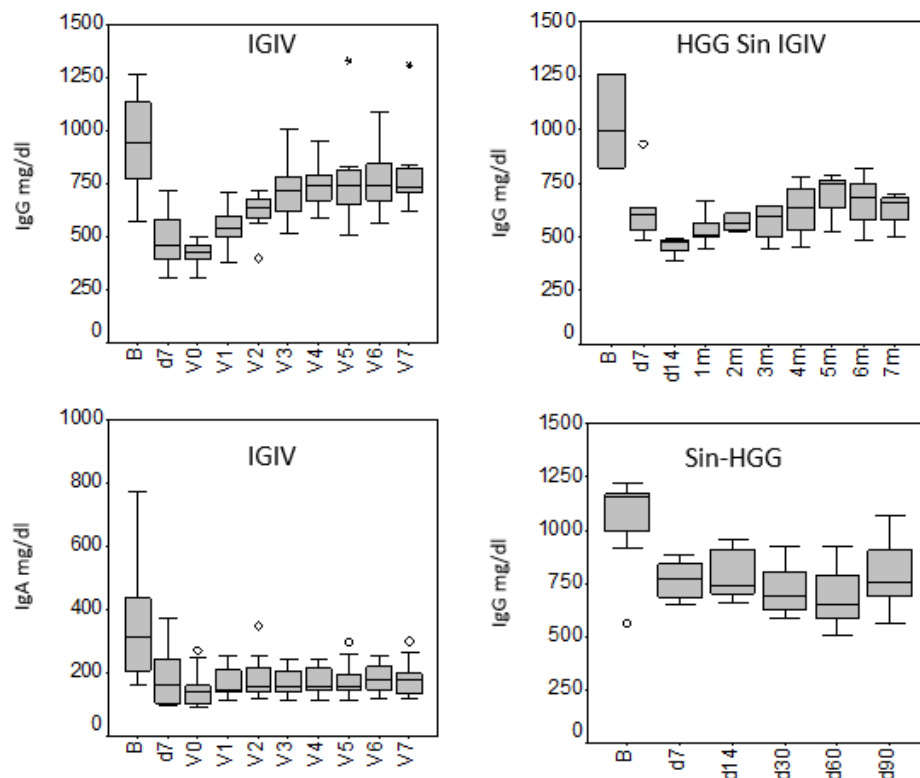 IGIV
IgG mg/dl
1500
1250
1000
750
500
250
0
B
d7
V0
V1
V2
V3
V4
V5
V6
V7
HGG Sin IGIV
IgG mg/dl
1500
1250
1000
750
500
250
0
B
d7
d14
1m
2m
3m
4m
5m
6m
7m
IGIV
IgA mg/dl
1000
800
600
400
200
0
B
d7
V0
V1
V2
V3
V4
V5
V6
V7
Sin-HGG
IgG mg/dl
1500
1250
1000
750
500
250
0
B
d7
d14
d30
d60
d90